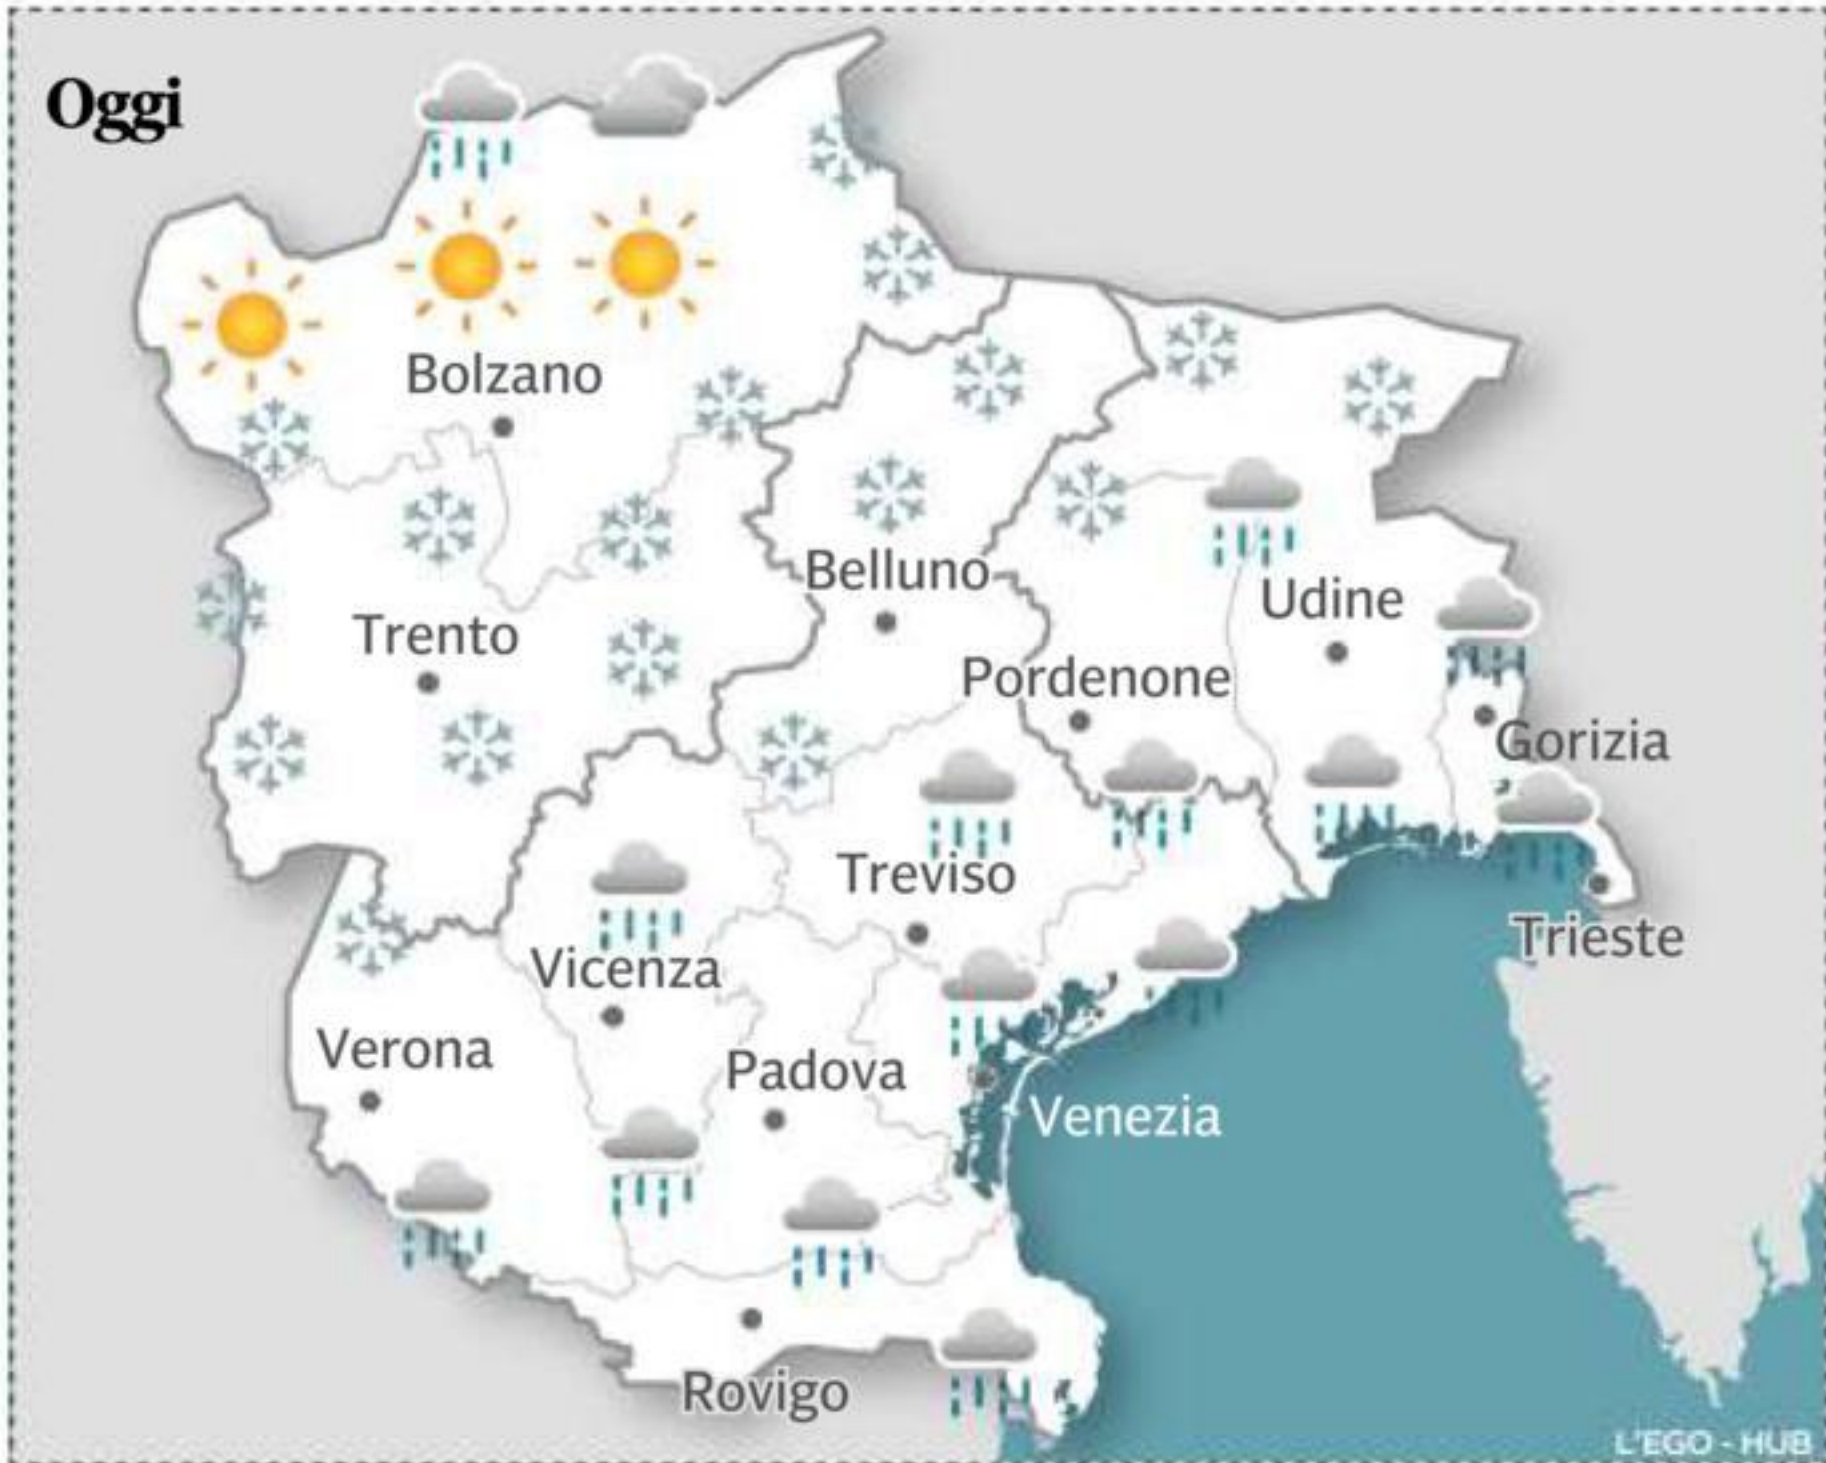 Oggi
Bolzano
Belluno
Udine
Trento
Pordenone
Gorizia
Treviso
Trieste
Vicenza
Verona
Padova
Venezia
Rovigo
L'EGO - HUB